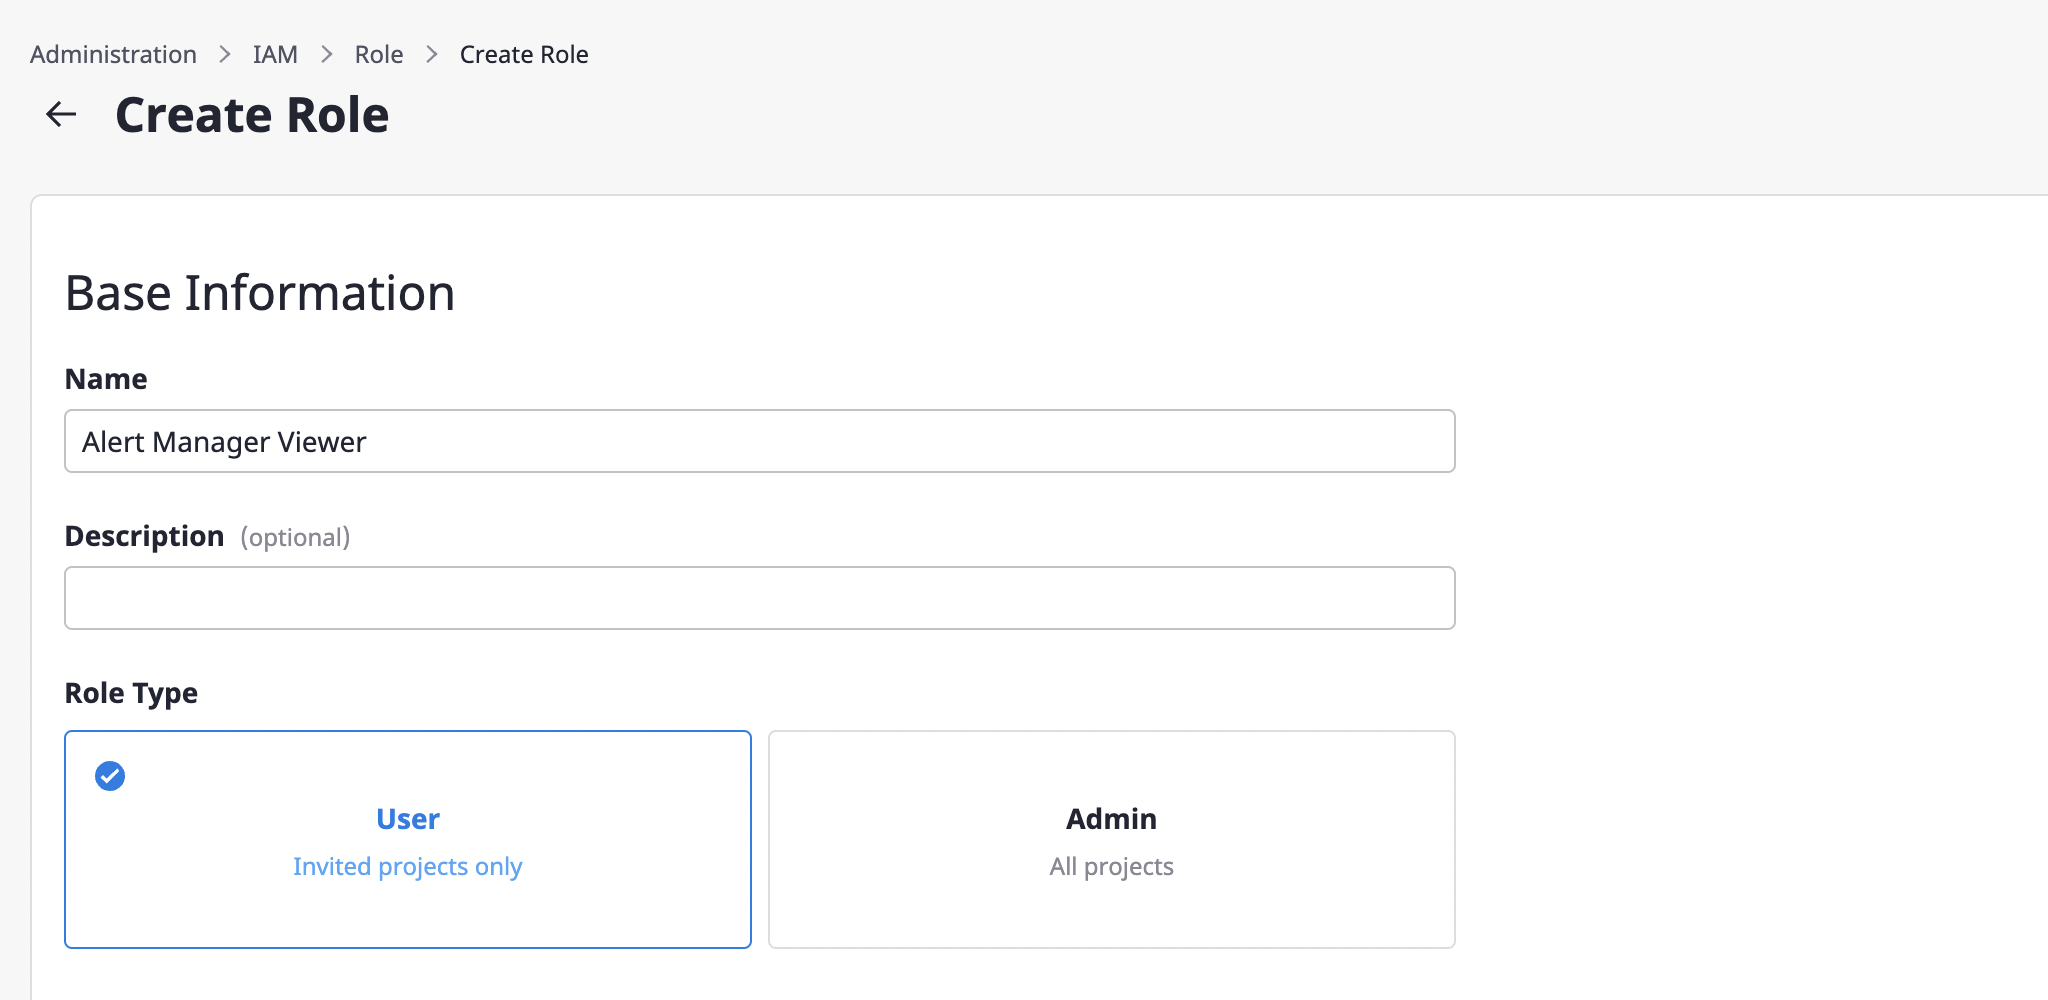 Administration > IAM > Role > Create Role
Create Role
Base Information
Name
Alert Manager Viewer
Description (optional)
Role Type
User
Invited projects only
Admin
All projects